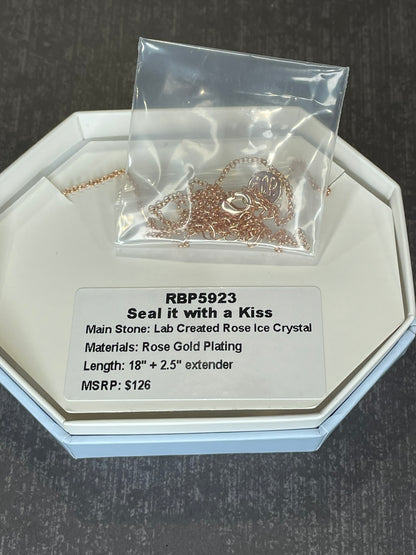 RBP5923
Seal it with a Kiss
Main Stone: Lab Created Rose Ice Crystal
Materials: Rose Gold Plating
Length: 18" + 2.5" extender
MSRP: $126